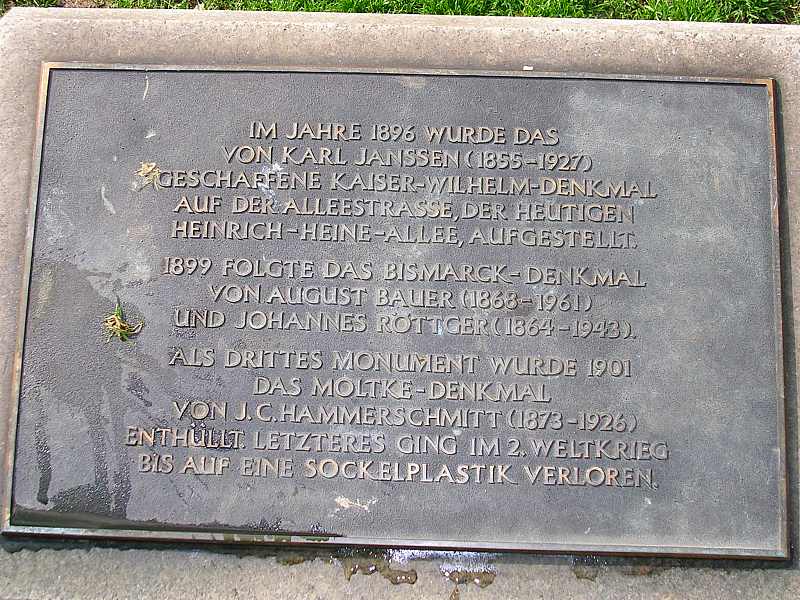 IM JAHRE 1896 WURDE DAS
VON KARL JANSSEN (1855-1927)
GESCHAFFENE KAISER-WILHELM-DENKMAL
AUF DER ALLEESTRASSE, DER HEUTIGEN
HEINRICH-HEINE-ALLEE, AUFGESTELLT.
1899 FOLGTE DAS BISMARCK-DENKMAL
VON AUGUST BAUER (1868-1961)
UND JOHANNES RÖTTGER (1864-1943).
ALS DRITTES MONUMENT WURDE 1901
DAS MOLTKE-DENKMAL
VON J. C. HAMMERSCHMITT (1873-1926)
ENTHÜLLT. LETZTERES GING IM 2. WELTKRIEG
BIS AUF EINE SOCKELPLASTIK VERLOREN.